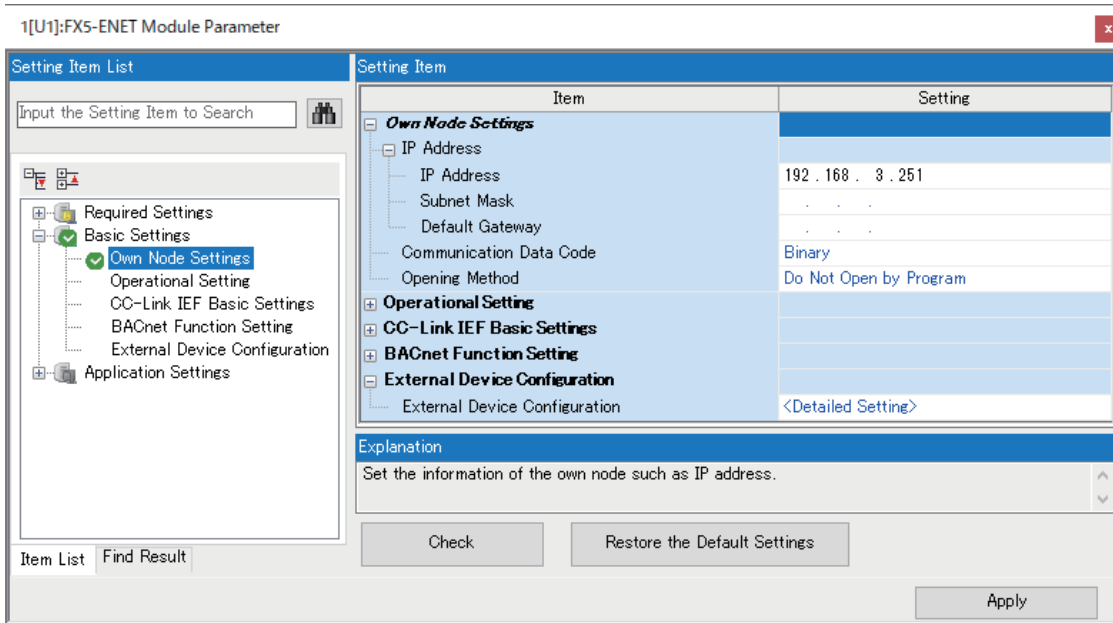 1[U1]:FX5-ENET Module Parameter
x
Setting Item List
Input the Setting Item to Search
Required Settings
Basic Settings
Own Node Settings
Operational Setting
CC-Link IEF Basic Settings
BACnet Function Setting
External Device Configuration
Application Settings
Item List Find Result
Setting Item
Item Setting
Own Node Settings
IP Address
IP Address 192 . 168 . 3 . 251
Subnet Mask . . .
Default Gateway . . .
Communication Data Code Binary
Opening Method Do Not Open by Program
Operational Setting
CC-Link IEF Basic Settings
BACnet Function Setting
External Device Configuration
External Device Configuration <Detailed Setting>
Explanation
Set the information of the own node such as IP address.
Check Restore the Default Settings
Apply